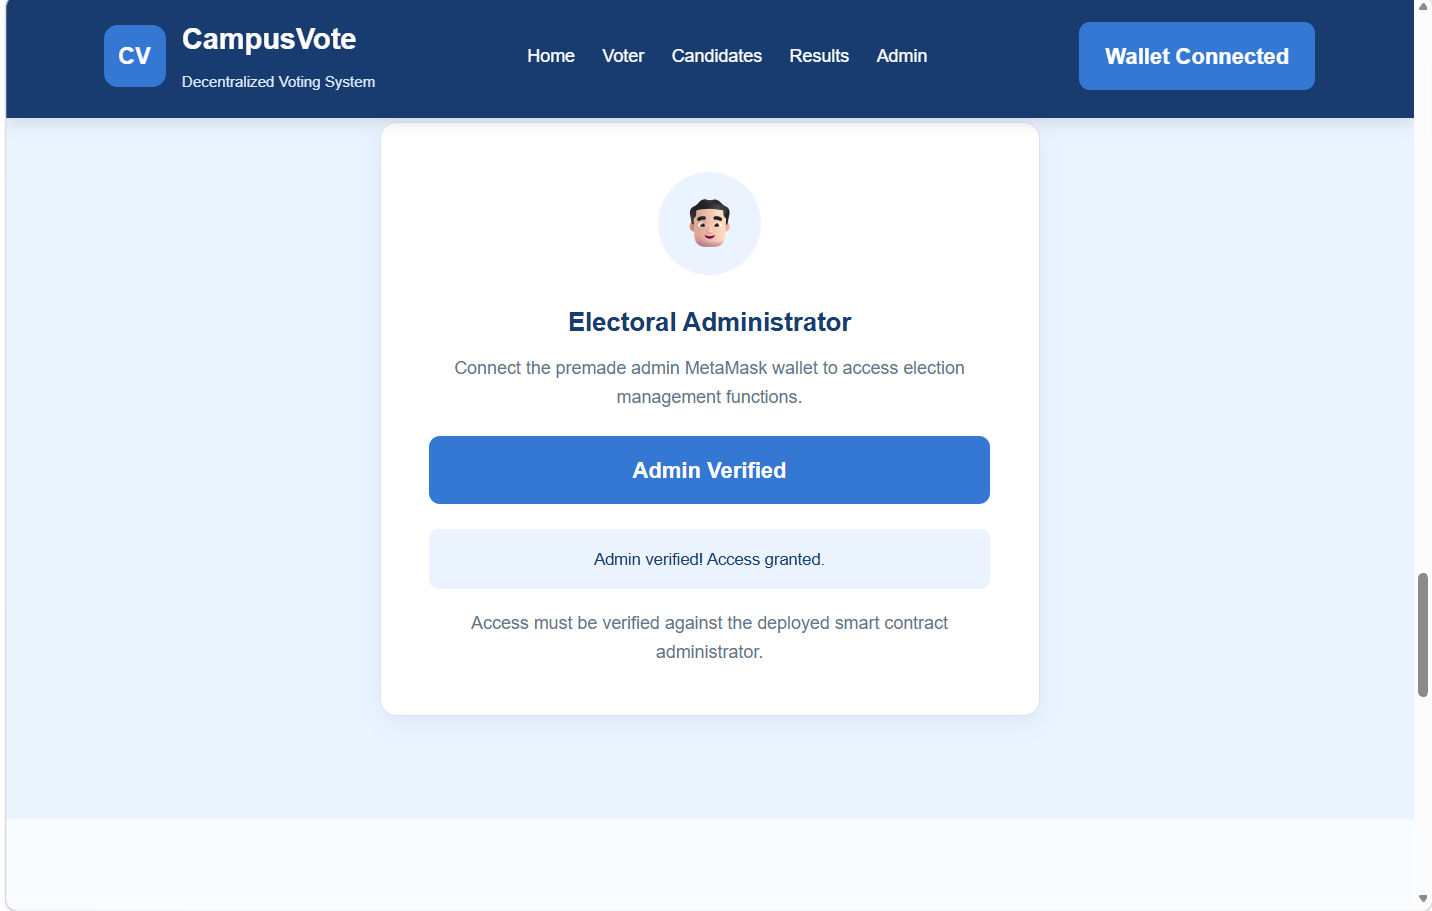 CV
CampusVote
Decentralized Voting System
Home
Voter
Candidates
Results
Admin
Wallet Connected
Electoral Administrator
Connect the premade admin MetaMask wallet to access election
management functions.
Admin Verified
Admin verified! Access granted.
Access must be verified against the deployed smart contract
administrator.